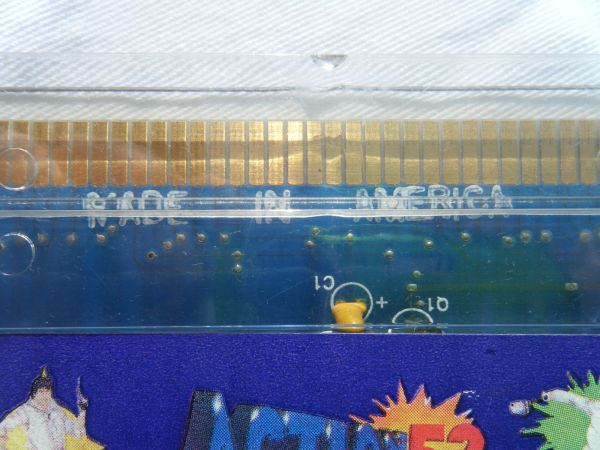 MADE IN AMERICA
C1 + Q1
ACTION 52